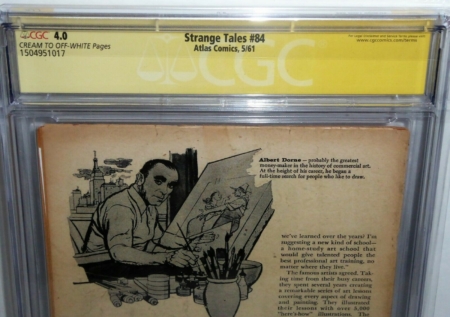 CGC 4.0
CREAM TO OFF-WHITE Pages
1504951017
Strange Tales #84
Atlas Comics, 5/61
www.cgccomics.com/terms
CGC
Albert Dorne — probably the greatest
money-maker in the history of commercial art.
At the height of his career, he began a
full-time search for people who like to draw.
we've learned over the years! I'm
suggesting a new kind of school—
a home-study art school that
would give talented people the
best professional art training, no
matter where they live."
The famous artists agreed. Tak-
ing time from their busy careers,
they spent several years creating
a remarkable series of art lessons
covering every aspect of drawing
and painting. They illustrated
their lessons with over 5,000
"here's-how" illustrations. The